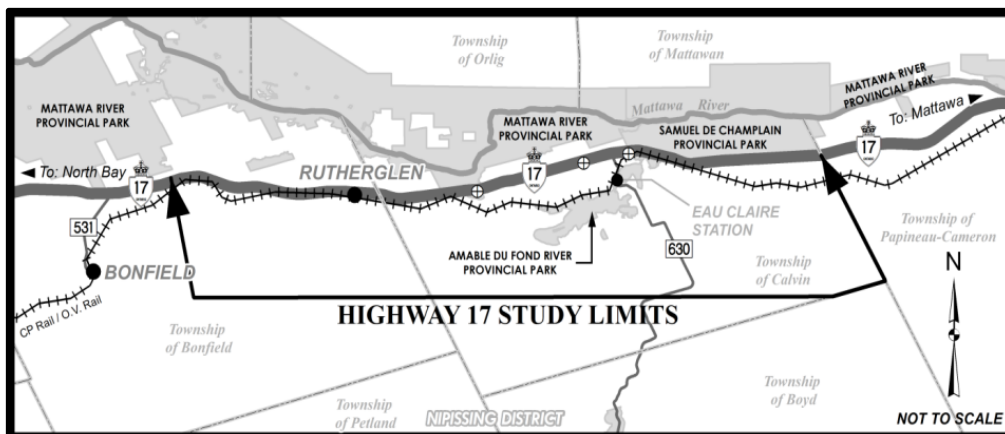 Township
of Orlig
Township
of Mattawan
MATTAWA RIVER
PROVINCIAL PARK
To: Mattawa
MATTAWA RIVER
PROVINCIAL PARK
MATTAWA RIVER
PROVINCIAL PARK
Mattawa River
SAMUEL DE CHAMPLAIN
PROVINCIAL PARK
To: North Bay
17
RUTHERGLEN
17
17
531
BONFIELD
CP Rail / O.V. Rail
EAU CLAIRE
STATION
AMABLE DU FOND RIVER
PROVINCIAL PARK
630
Township of
Papineau-Cameron
Township
of Calvin
N
HIGHWAY 17 STUDY LIMITS
Township
of Bonfield
Township
of Petland
NIPISSING DISTRICT
Township
of Boyd
NOT TO SCALE